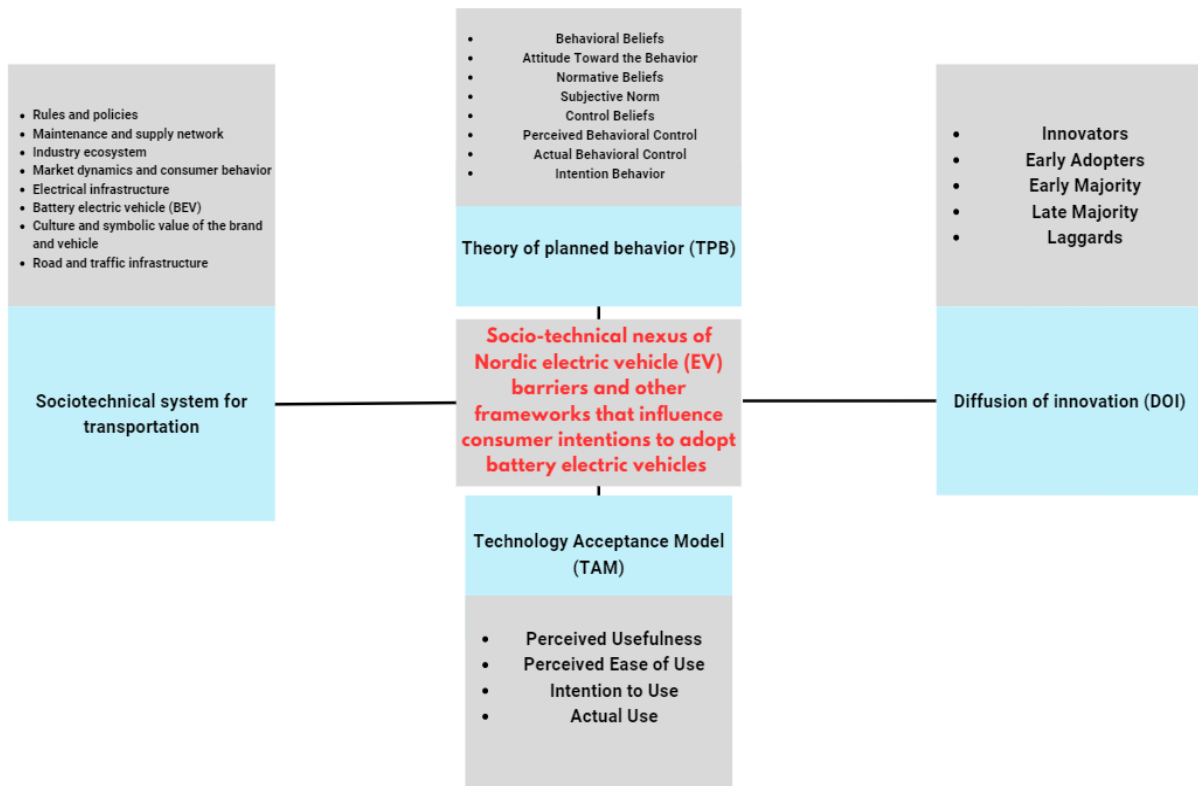 Behavioral Beliefs
Attitude Toward the Behavior
Normative Beliefs
Subjective Norm
Control Beliefs
Perceived Behavioral Control
Actual Behavioral Control
Intention Behavior
Theory of planned behavior (TPB)
Rules and policies
Maintenance and supply network
Industry ecosystem
Market dynamics and consumer behavior
Electrical infrastructure
Battery electric vehicle (BEV)
Culture and symbolic value of the brand
and vehicle
Road and traffic infrastructure
Sociotechnical system for
transportation
Socio-technical nexus of
Nordic electric vehicle (EV)
barriers and other
frameworks that influence
consumer intentions to adopt
battery electric vehicles
Innovators
Early Adopters
Early Majority
Late Majority
Laggards
Diffusion of innovation (DOI)
Technology Acceptance Model
(TAM)
Perceived Usefulness
Perceived Ease of Use
Intention to Use
Actual Use